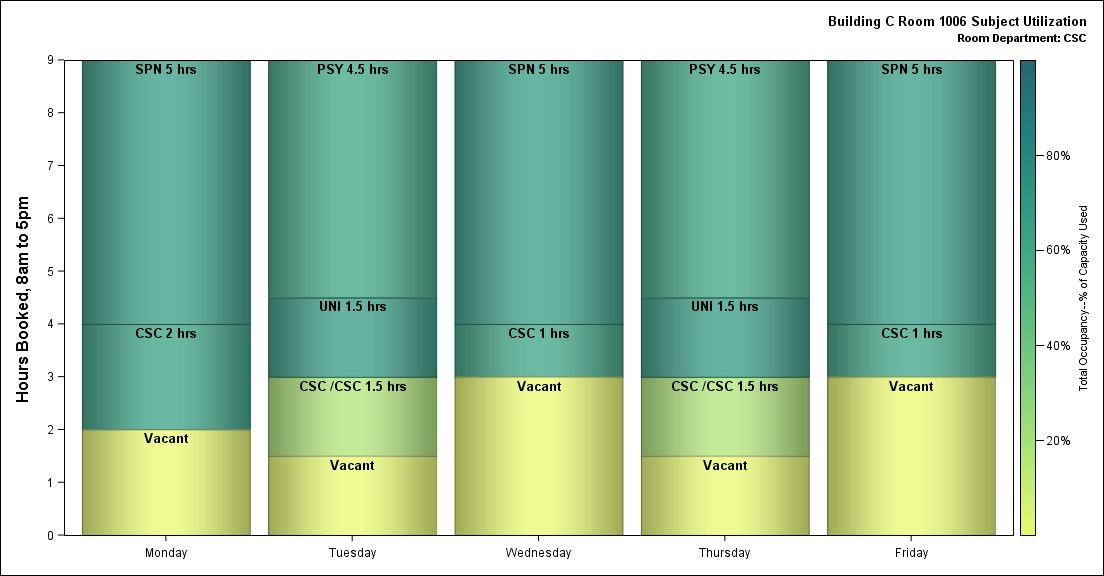 Building C Room 1006 Subject Utilization
Room Department: CSC
Hours Booked, 8am to 5pm
9
8
7
6
5
4
3
2
1
0
SPN 5 hrs
CSC 2 hrs
Vacant
PSY 4.5 hrs
UNI 1.5 hrs
CSC /CSC 1.5 hrs
Vacant
SPN 5 hrs
CSC 1 hrs
Vacant
PSY 4.5 hrs
UNI 1.5 hrs
CSC /CSC 1.5 hrs
Vacant
SPN 5 hrs
CSC 1 hrs
Vacant
Monday
Tuesday
Wednesday
Thursday
Friday
80%
60%
40%
20%
Total Occupancy--% of Capacity Used